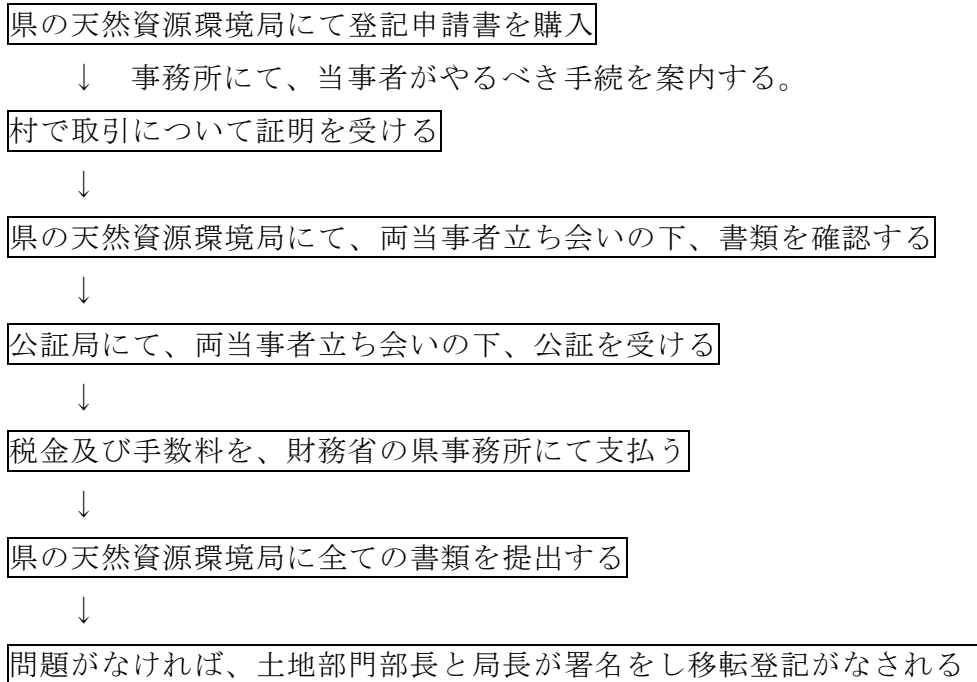 県の天然資源環境局にて登記申請書を購入
↓ 事務所にて、当事者がやるべき手続を案内する。
村で取引について証明を受ける
↓
県の天然資源環境局にて、両当事者立ち会いの下、書類を確認する
↓
公証局にて、両当事者立ち会いの下、公証を受ける
↓
税金及び手数料を、財務省の県事務所にて支払う
↓
県の天然資源環境局に全ての書類を提出する
↓
問題がなければ、土地部門部長と局長が署名をし移転登記がなされる